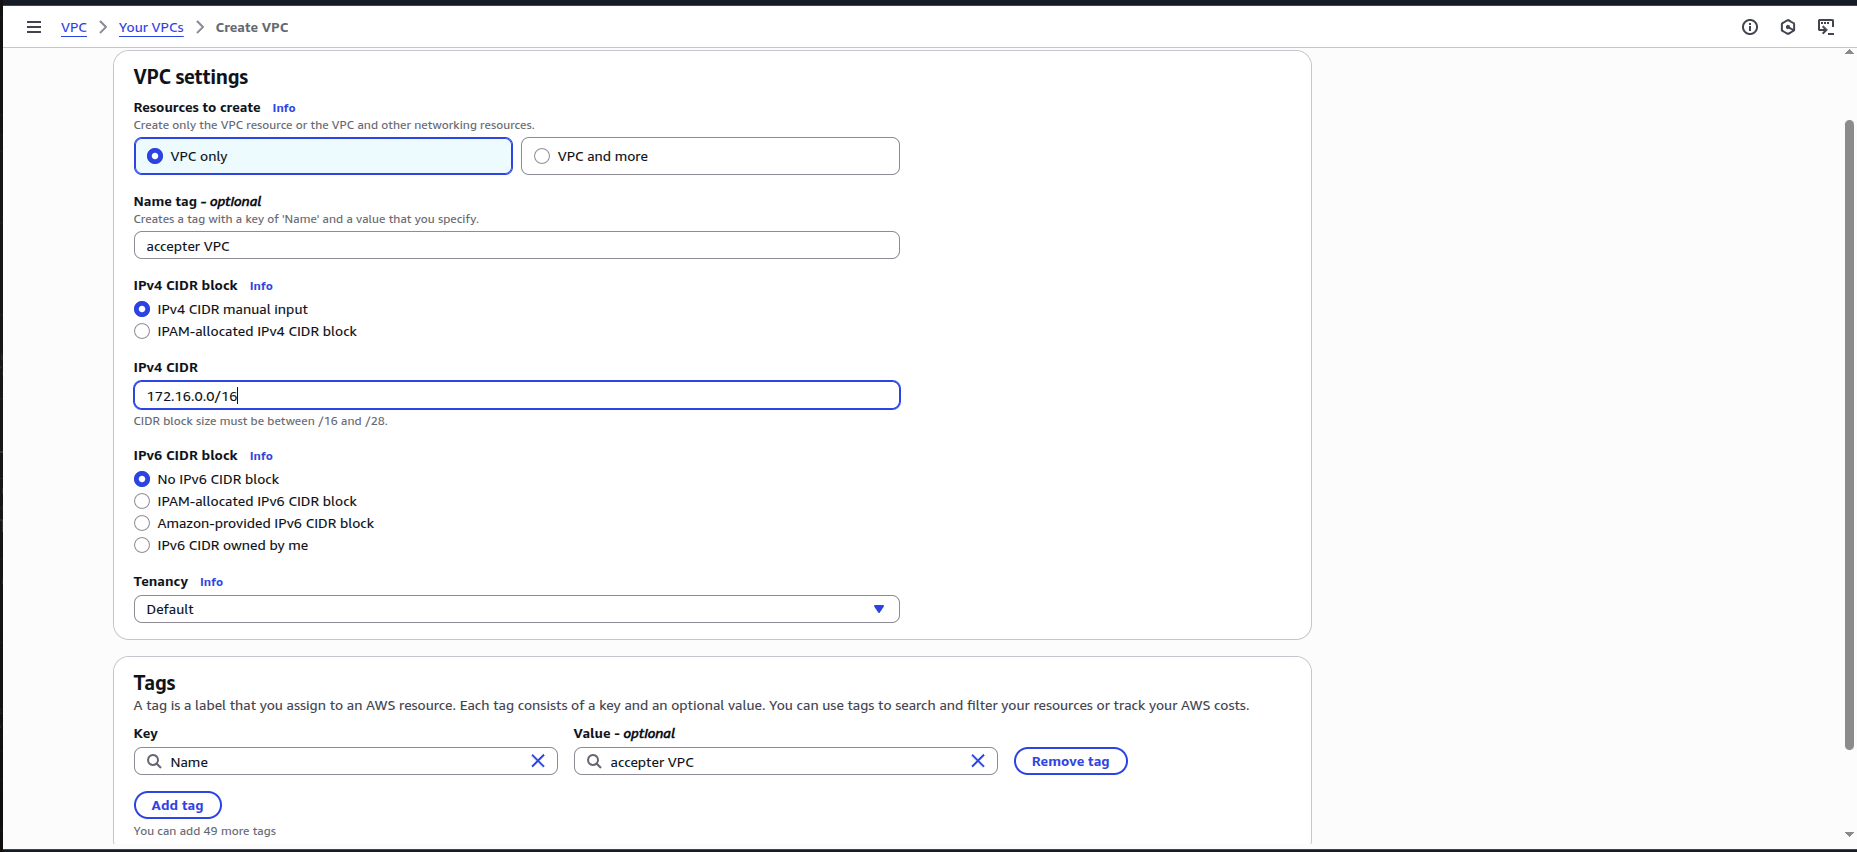 VPC > Your VPCs > Create VPC
VPC settings
Resources to create Info
Create only the VPC resource or the VPC and other networking resources.
VPC only VPC and more
Name tag - optional
Creates a tag with a key of 'Name' and a value that you specify.
accepter VPC
IPv4 CIDR block Info
IPv4 CIDR manual input
IPAM-allocated IPv4 CIDR block
IPv4 CIDR
172.16.0.0/16
CIDR block size must be between /16 and /28.
IPv6 CIDR block Info
No IPv6 CIDR block
IPAM-allocated IPv6 CIDR block
Amazon-provided IPv6 CIDR block
IPv6 CIDR owned by me
Tenancy Info
Default
Tags
A tag is a label that you assign to an AWS resource. Each tag consists of a key and an optional value. You can use tags to search and filter your resources or track your AWS costs.
Key Value - optional
Name accepter VPC Remove tag
Add tag
You can add 49 more tags